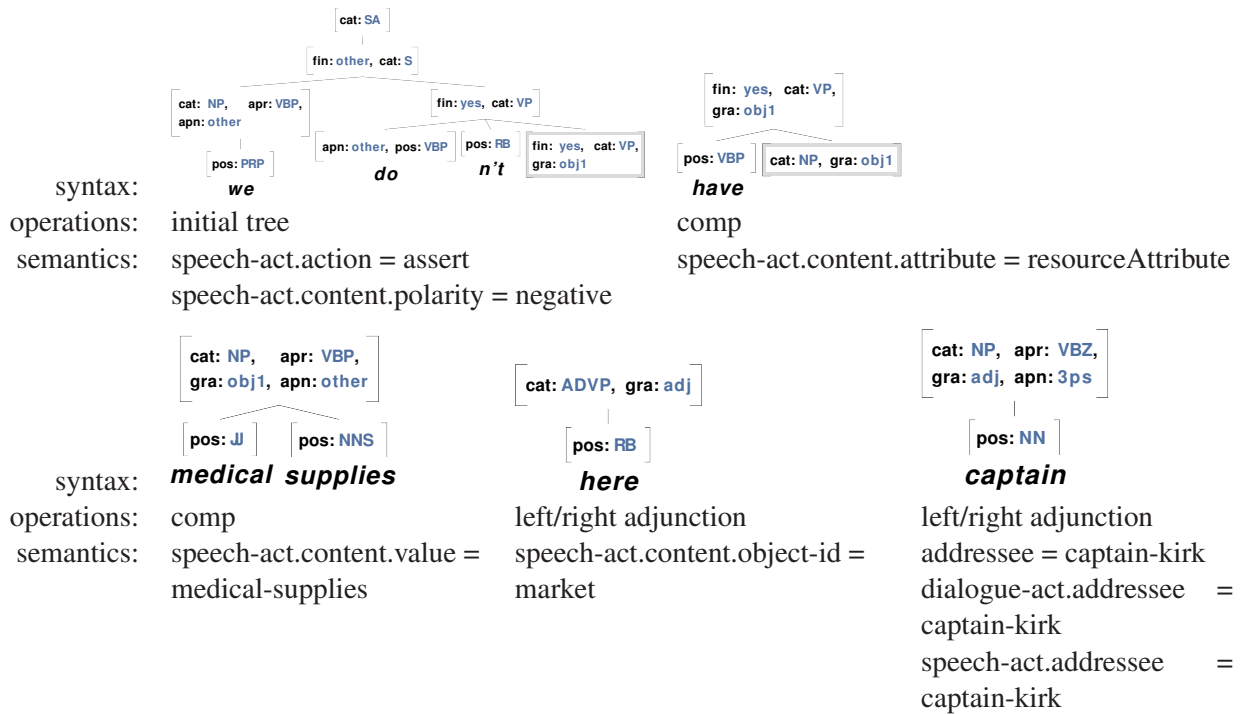 cat: SA
fin: other, cat: S
cat: NP, apr: VBP,
apn: other
fin: yes, cat: VP
fin: yes, cat: VP,
gra: obj1
pos: PRP
apn: other, pos: VBP
pos: RB
fin: yes, cat: VP,
gra: obj1
pos: VBP
cat: NP, gra: obj1
syntax:
we
do
n't
have
operations:
initial tree
comp
semantics:
speech-act.action = assert
speech-act.content.attribute = resourceAttribute
speech-act.content.polarity = negative
cat: NP, apr: VBP,
gra: obj1, apn: other
cat: ADVP, gra: adj
cat: NP, apr: VBZ,
gra: adj, apn: 3ps
pos: JJ
pos: NNS
pos: RB
pos: NN
syntax:
medical supplies
here
captain
operations:
comp
left/right adjunction
left/right adjunction
semantics:
speech-act.content.value =
medical-supplies
speech-act.content.object-id =
market
addressee = captain-kirk
dialogue-act.addressee =
captain-kirk
speech-act.addressee =
captain-kirk